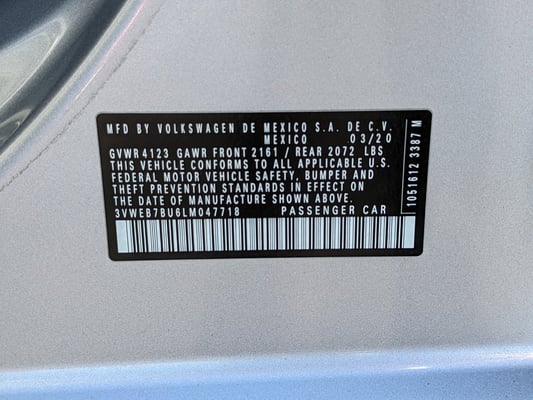 MFD BY VOLKSWAGEN DE MEXICO S.A. DE C.V.
MEXICO 03/20
GVWR 4123 GAWR FRONT 2161 / REAR 2072 LBS
THIS VEHICLE CONFORMS TO ALL APPLICABLE U.S.
FEDERAL MOTOR VEHICLE SAFETY, BUMPER AND
THEFT PREVENTION STANDARDS IN EFFECT ON
THE DATE OF MANUFACTURE SHOWN ABOVE.
3VWEB7BU6LM047718 PASSENGER CAR
1051612 3387 M